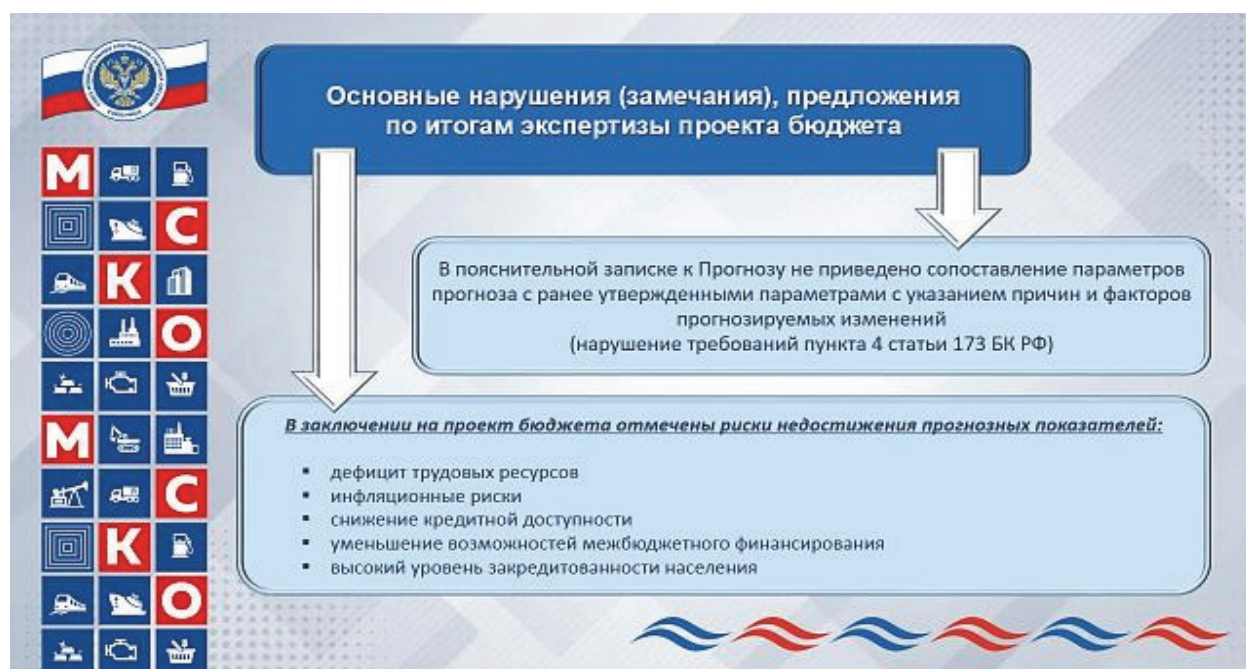 Основные нарушения (замечания), предложения
по итогам экспертизы проекта бюджета
В пояснительной записке к Прогнозу не приведено сопоставление параметров
прогноза с ранее утвержденными параметрами с указанием причин и факторов
прогнозируемых изменений
(нарушение требований пункта 4 статьи 173 БК РФ)
В заключении на проект бюджета отмечены риски недостижения прогнозных показателей:
▪ дефицит трудовых ресурсов
▪ инфляционные риски
▪ снижение кредитной доступности
▪ уменьшение возможностей межбюджетного финансирования
▪ высокий уровень закредитованности населения
М
С
К
О
М
С
К
О